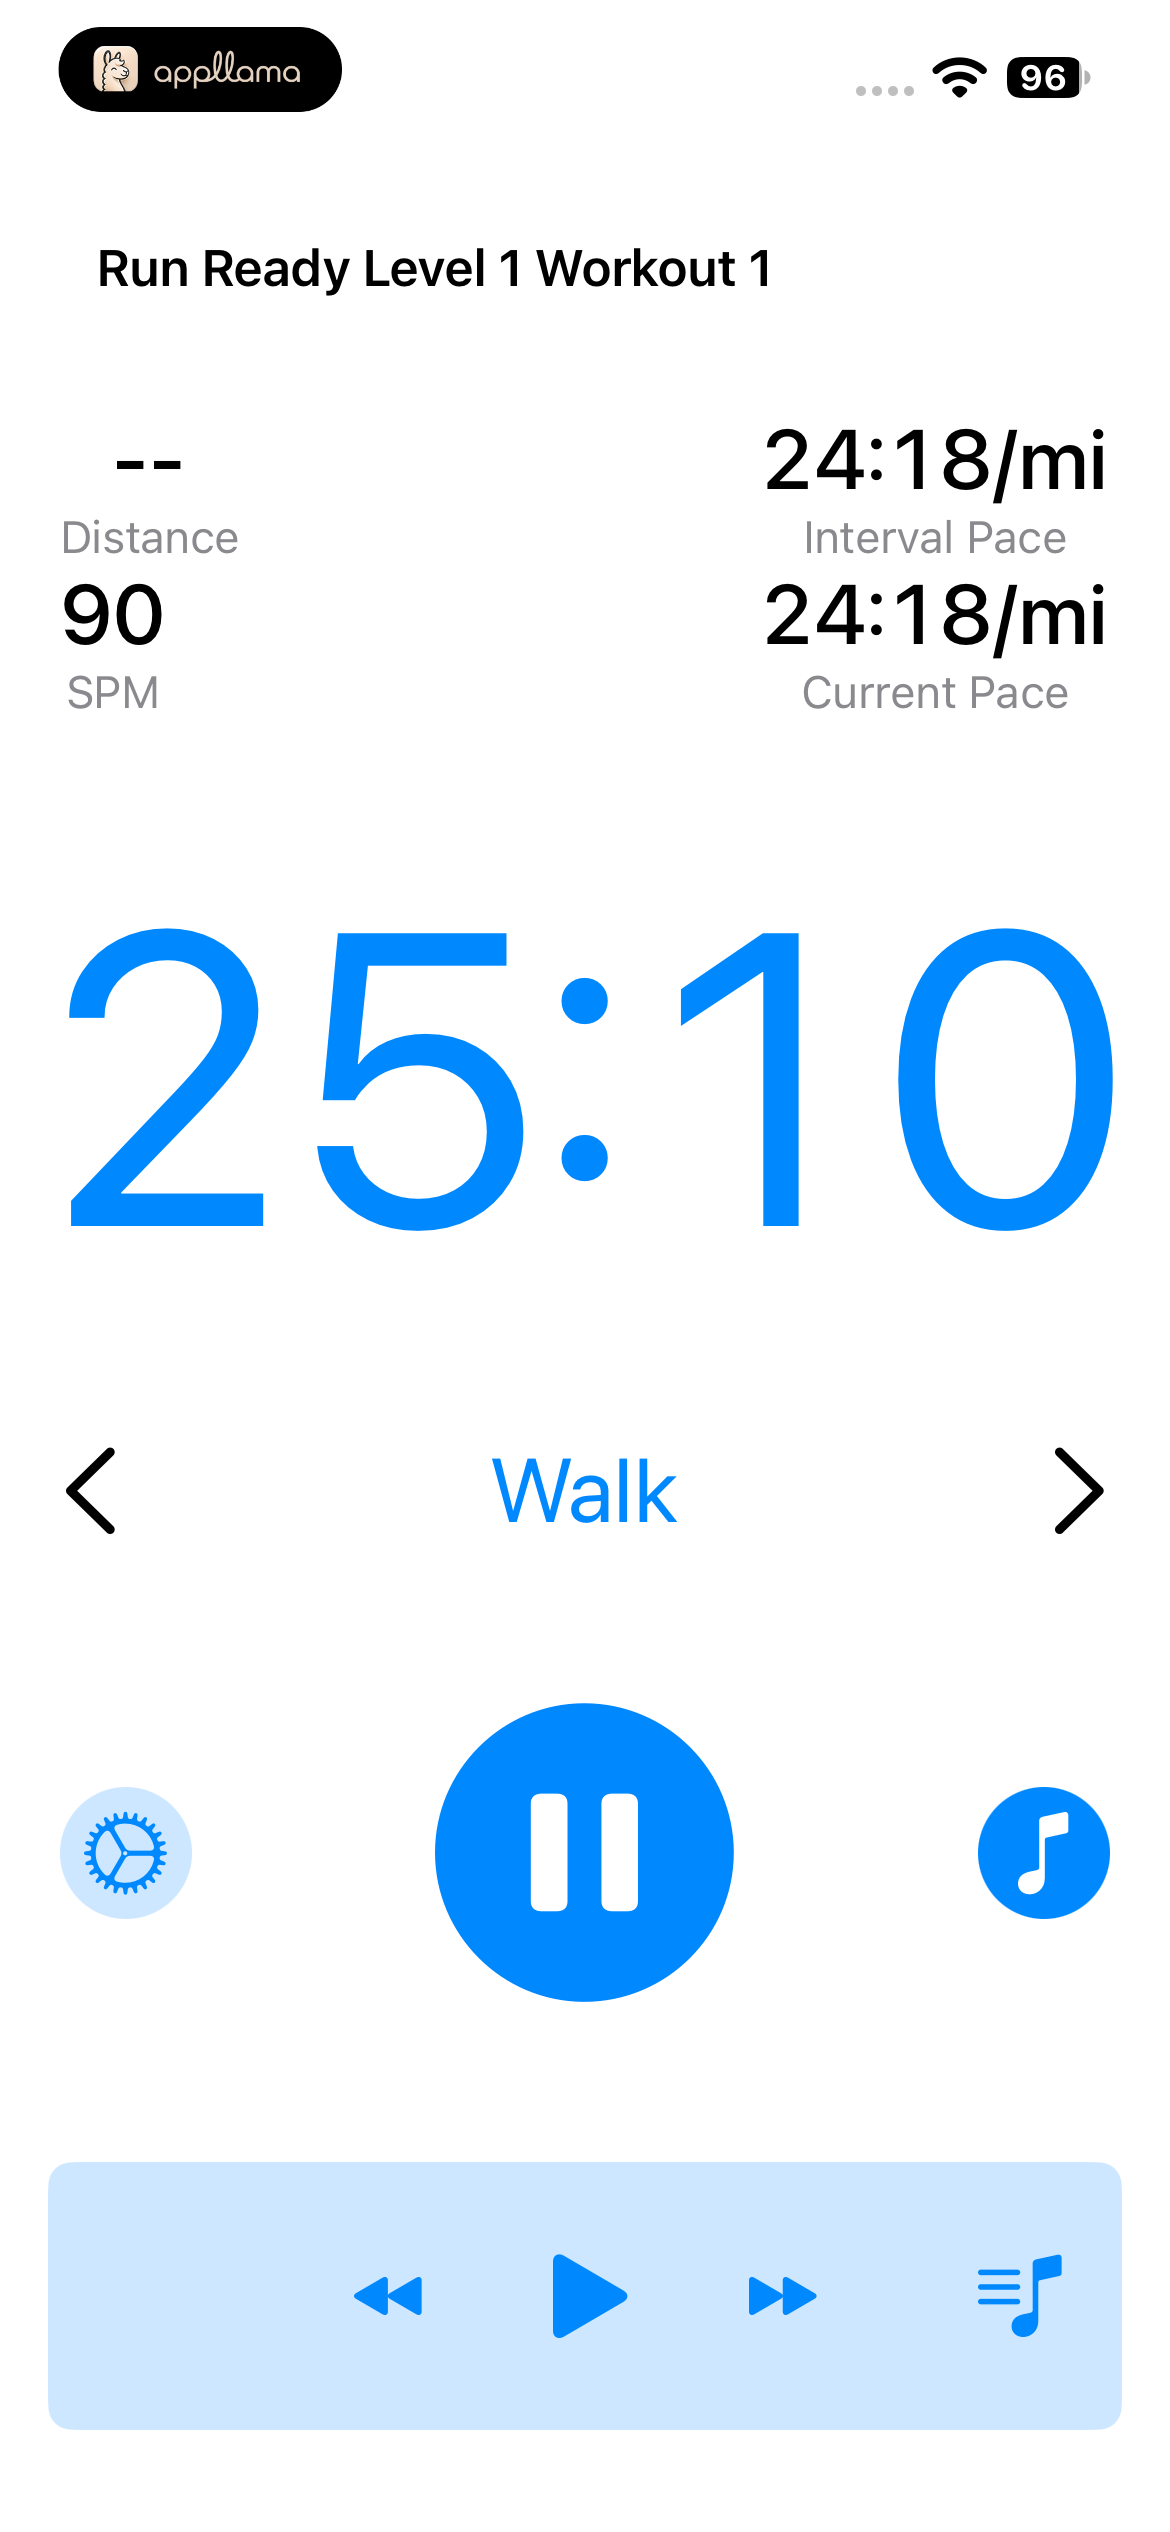 appllama
96
Run Ready Level 1 Workout 1
--
Distance
24:18/mi
Interval Pace
90
SPM
24:18/mi
Current Pace
25:10
Walk